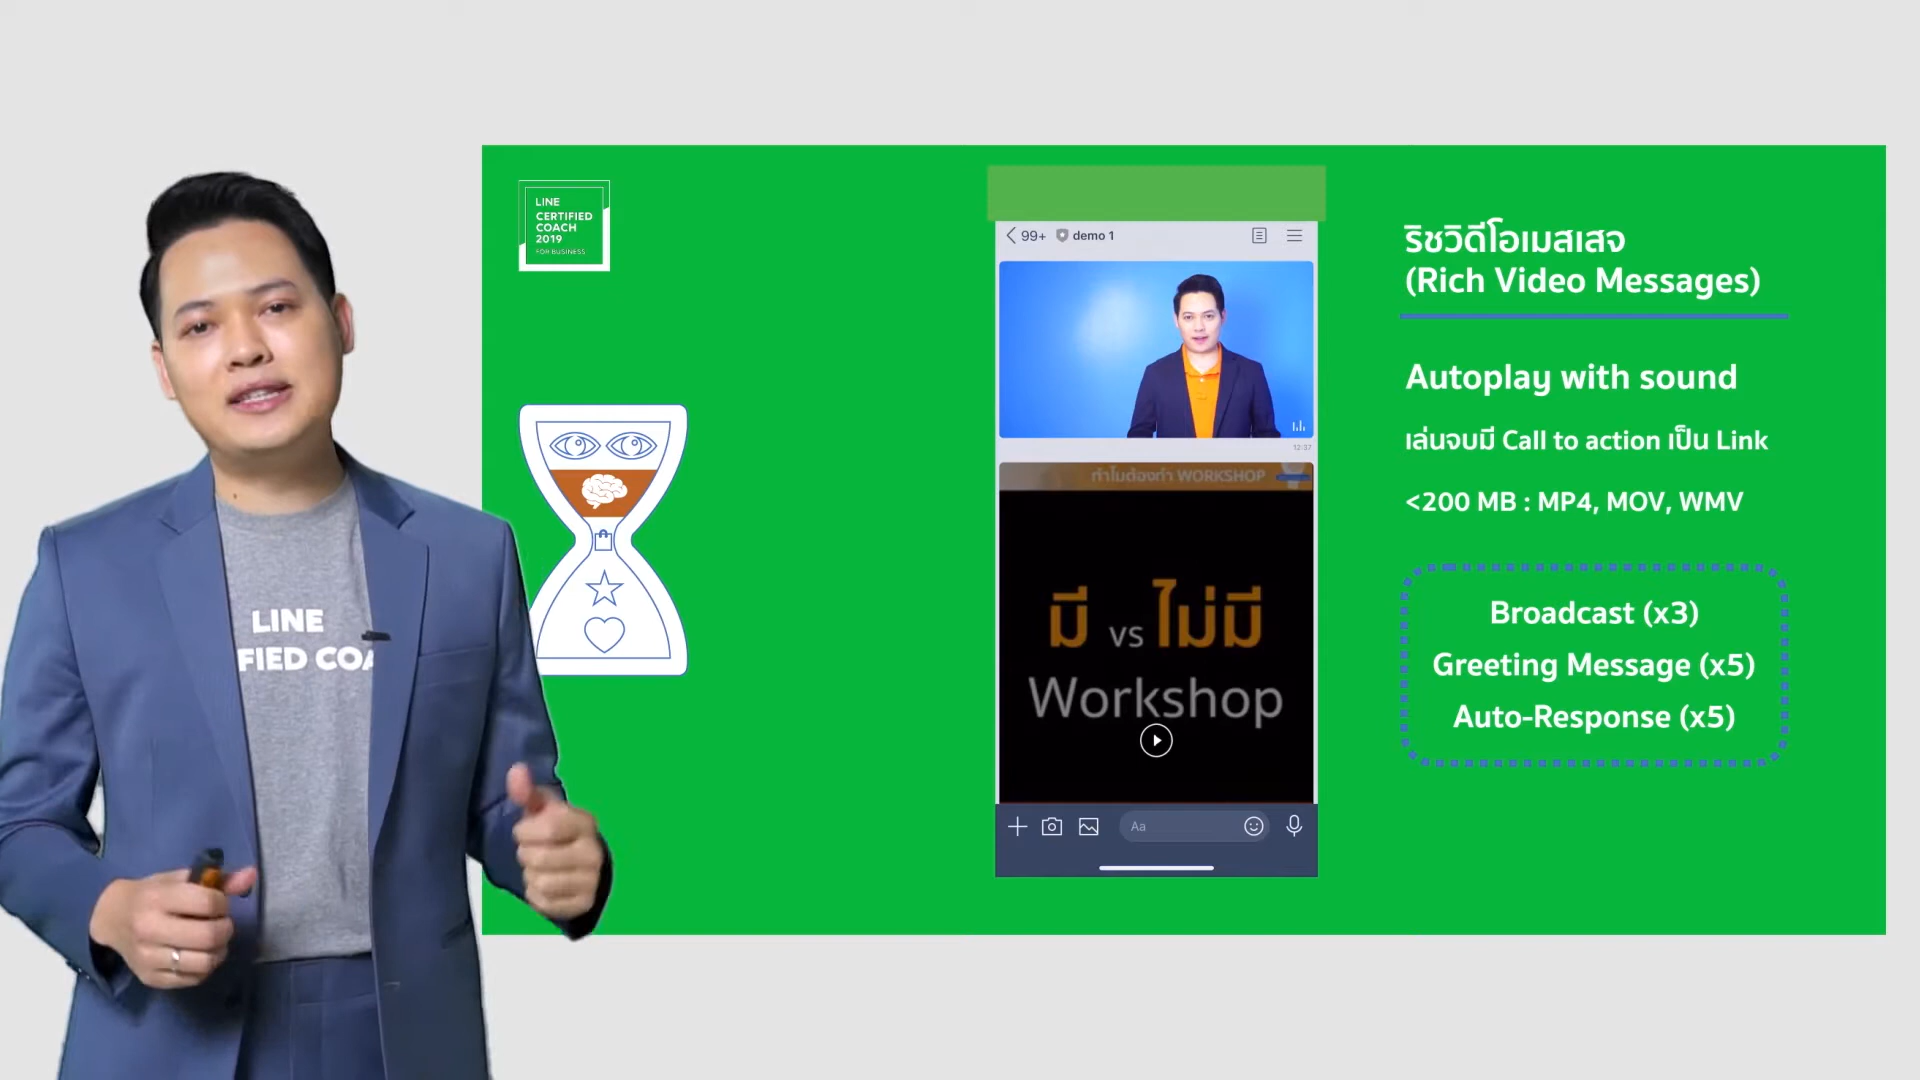 LINE
CERTIFIED
COACH
2019
FOR BUSINESS
LINE
FIED COA
99+ demo 1
12:37
ทำไมต้องทำ WORKSHOP
มี vs ไม่มี
Workshop
Aa
ริชวิดีโอเมสเสจ
(Rich Video Messages)
Autoplay with sound
เล่นจบมี Call to action เป็น Link
<200 MB : MP4, MOV, WMV
Broadcast (x3)
Greeting Message (x5)
Auto-Response (x5)